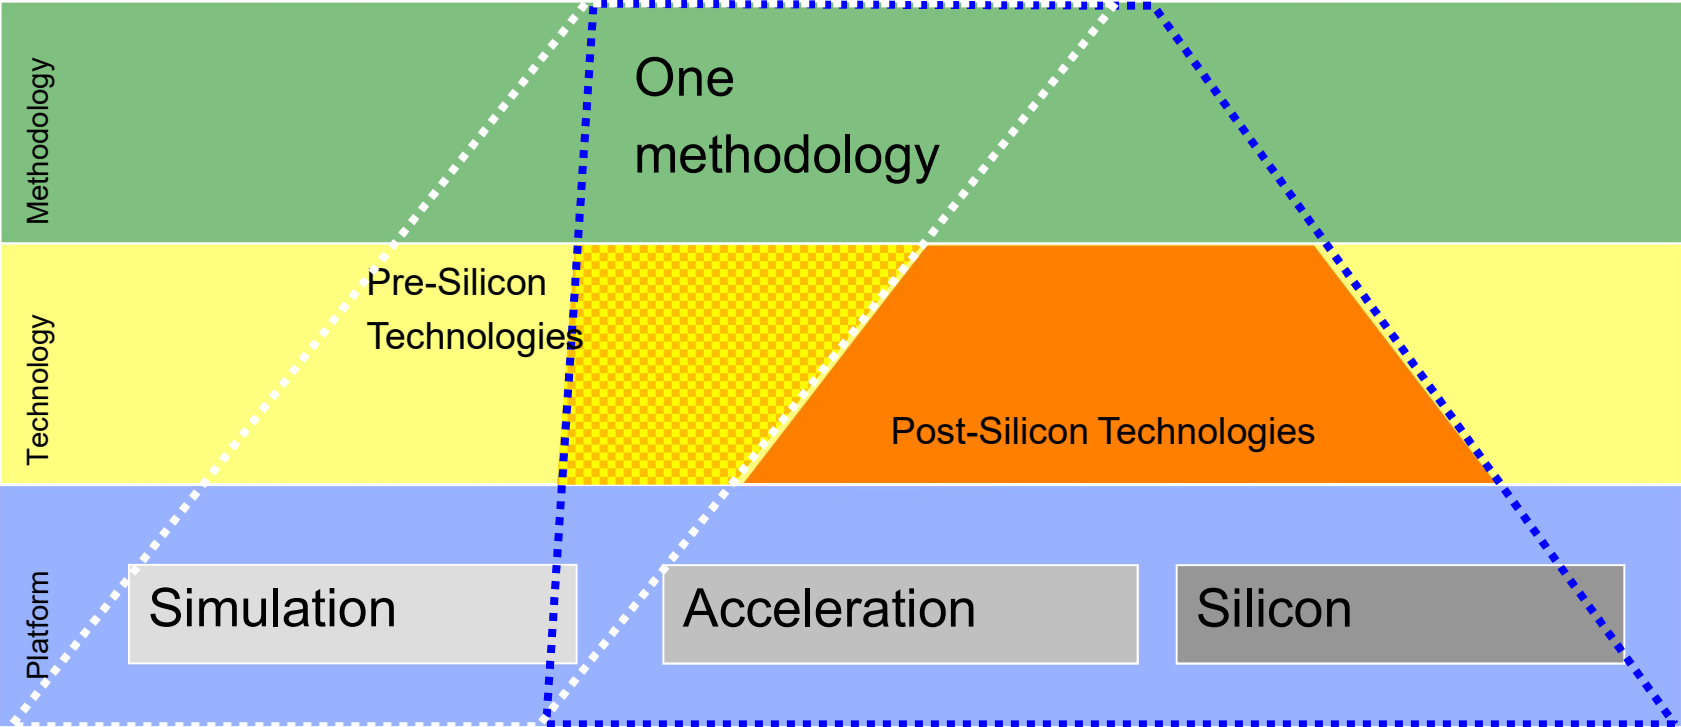 Methodology
One
methodology
Technology
Pre-Silicon
Technologies
Post-Silicon Technologies
Platform
Simulation
Acceleration
Silicon